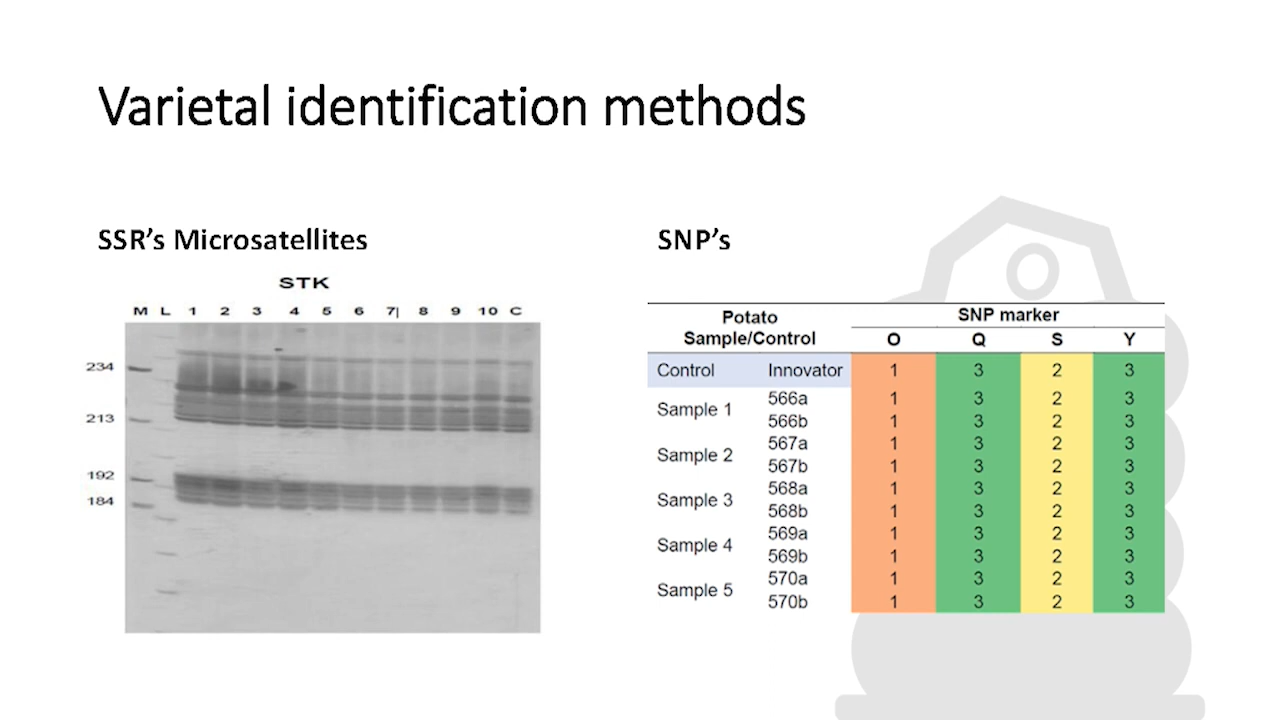 Varietal identification methods
SSR’s Microsatellites
STK
M L 1 2 3 4 5 6 7| 8 9 10 C
234
213
192
184
SNP’s
Potato Sample/Control SNP marker
O Q S Y
Control Innovator 1 3 2 3
Sample 1 566a 1 3 2 3
566b 1 3 2 3
Sample 2 567a 1 3 2 3
567b 1 3 2 3
Sample 3 568a 1 3 2 3
568b 1 3 2 3
Sample 4 569a 1 3 2 3
569b 1 3 2 3
Sample 5 570a 1 3 2 3
570b 1 3 2 3